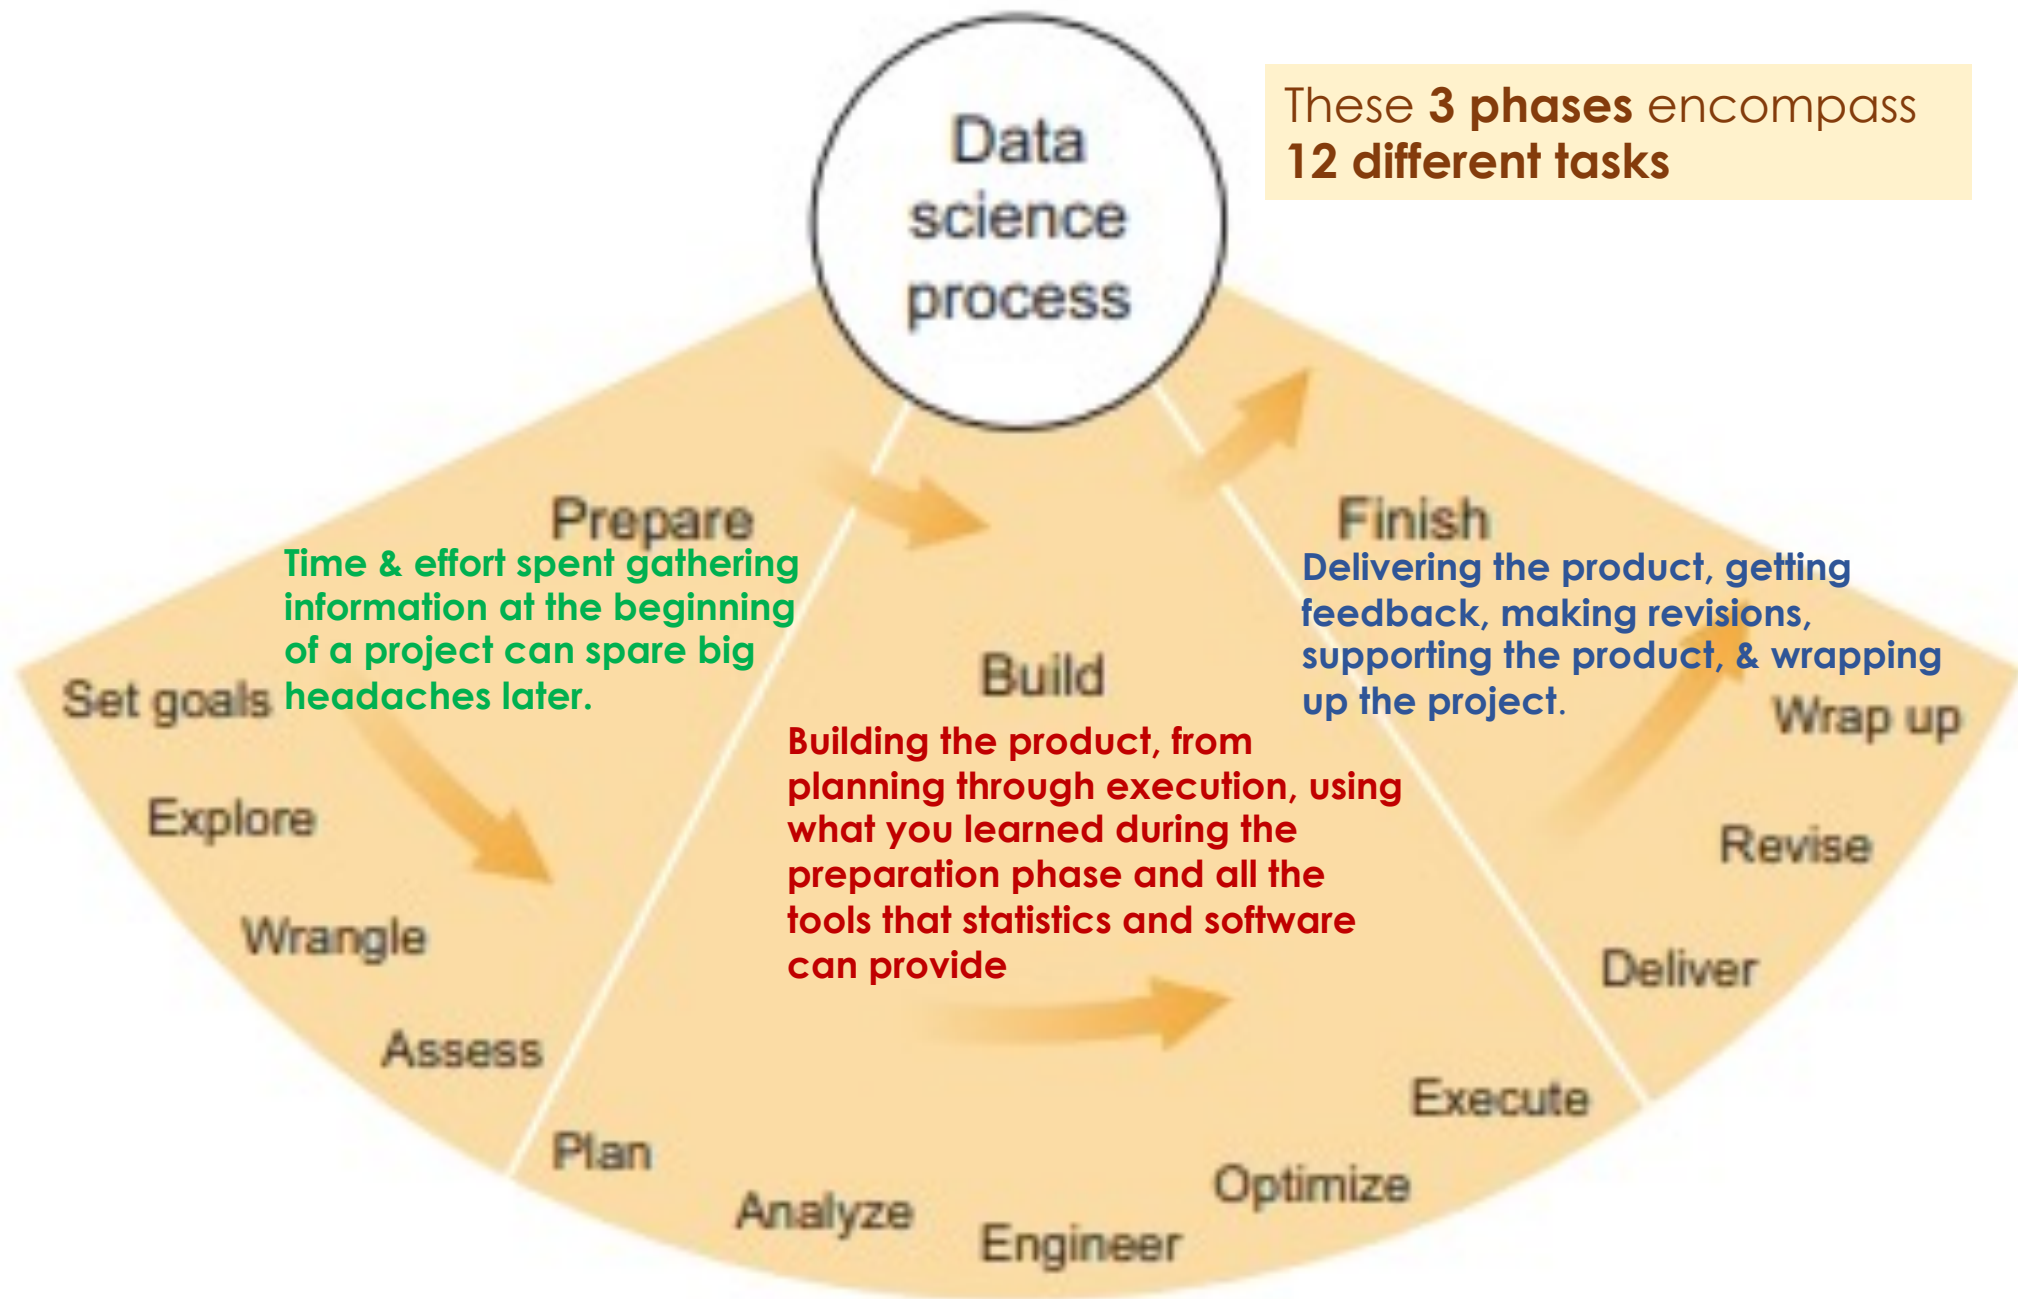 Data
science
process
These 3 phases encompass
12 different tasks
Prepare
Time & effort spent gathering
information at the beginning
of a project can spare big
headaches later.
Set goals
Explore
Wrangle
Assess
Build
Building the product, from
planning through execution, using
what you learned during the
preparation phase and all the
tools that statistics and software
can provide
Plan
Analyze
Engineer
Optimize
Execute
Finish
Delivering the product, getting
feedback, making revisions,
supporting the product, & wrapping
up the project.
Wrap up
Revise
Deliver